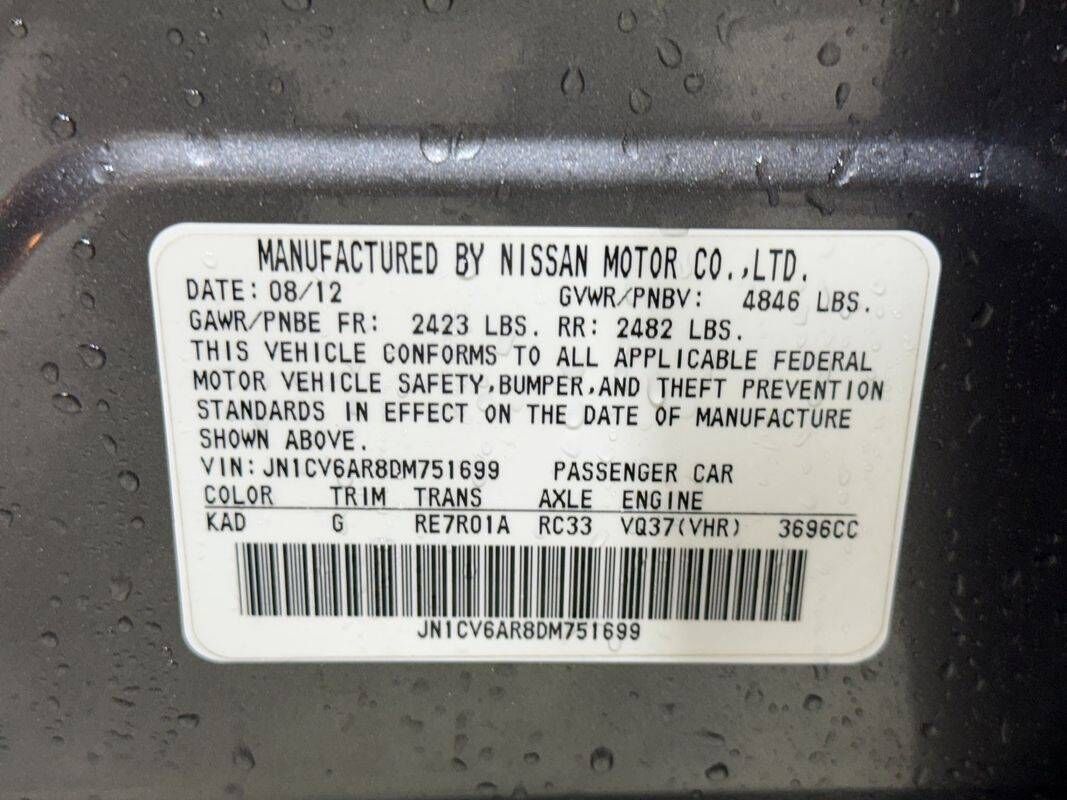 MANUFACTURED BY NISSAN MOTOR CO.,LTD.
DATE: 08/12 GVWR/PNBV: 4846 LBS.
GAWR/PNBE FR: 2423 LBS. RR: 2482 LBS.
THIS VEHICLE CONFORMS TO ALL APPLICABLE FEDERAL
MOTOR VEHICLE SAFETY,BUMPER,AND THEFT PREVENTION
STANDARDS IN EFFECT ON THE DATE OF MANUFACTURE
SHOWN ABOVE.
VIN: JN1CV6AR8DM751699 PASSENGER CAR
COLOR TRIM TRANS AXLE ENGINE
KAD G RE7R01A RC33 VQ37(VHR) 3696CC
JN1CV6AR8DM751699